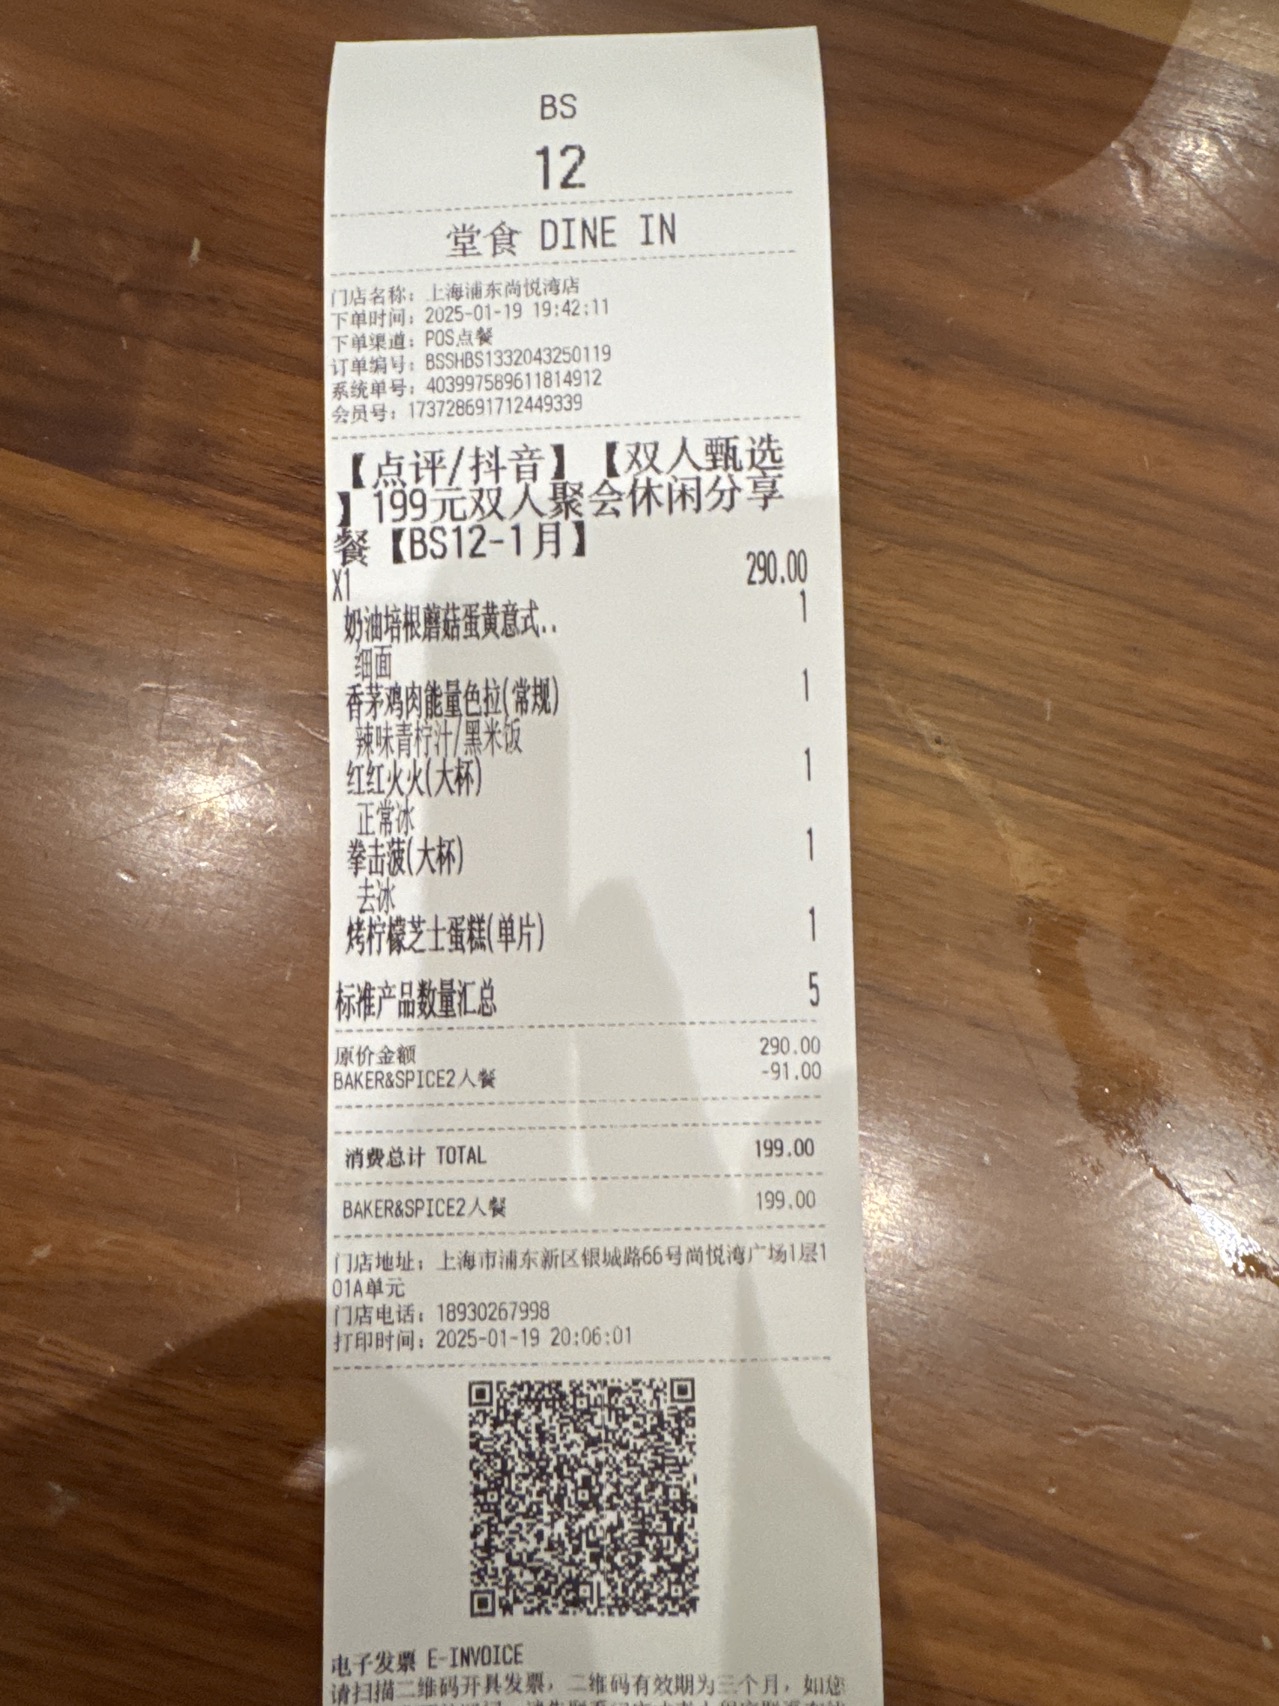 BS
12
堂食 DINE IN
门店名称：上海浦东尚悦湾店
下单时间：2025-01-19 19:42:11
下单渠道：POS点餐
订单编号：BSSHBS1332043250119
系统单号：403997589611814912
会员号：1737286917124493​39
【点评/抖音】【双人甄选
】199元双人聚会休闲分享
餐【BS12-1月】
X1 290.00
奶油培根蘑菇蛋黄意式.. 1
细面
香茅鸡肉能量色拉(常规) 1
辣味青柠汁/黑米饭
红红火火(大杯) 1
正常冰
拳击菠(大杯) 1
去冰
烤柠檬芝士蛋糕(单片) 1
标准产品数量汇总 5
原价金额 290.00
BAKER&SPICE2人餐 -91.00
消费总计 TOTAL 199.00
BAKER&SPICE2人餐 199.00
门店地址：上海市浦东新区银城路66号尚悦湾广场1层1
01A单元
门店电话：18930267998
打印时间：2025-01-19 20:06:01
电子发票 E-INVOICE
请扫描二维码开具发票，二维码有效期为三个月，如您